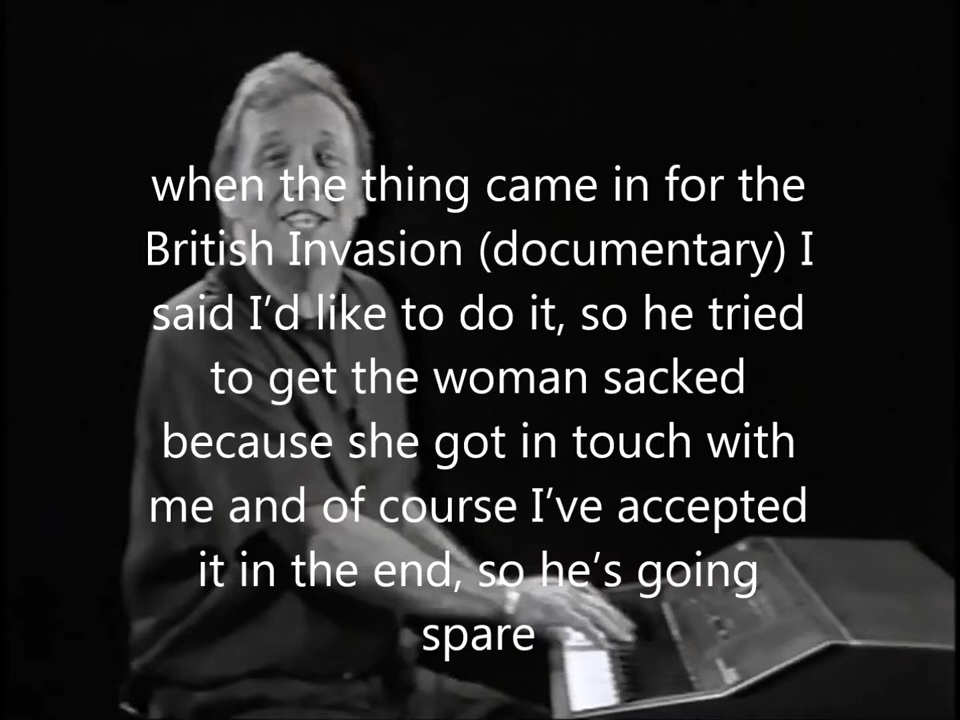 when the thing came in for the
British Invasion (documentary) I
said I’d like to do it, so he tried
to get the woman sacked
because she got in touch with
me and of course I’ve accepted
it in the end, so he’s going
spare